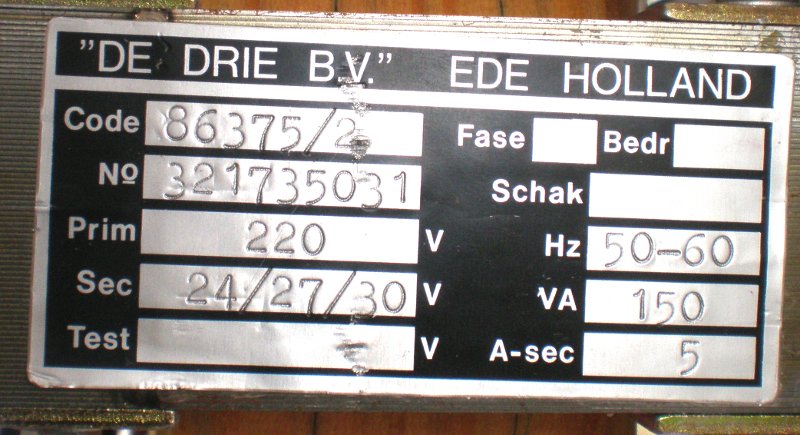 "DE DRIE B.V." EDE HOLLAND
Code 86375/2 Fase Bedr
Nº 321735031 Schak
Prim 220 V Hz 50-60
Sec 24/27/30 V VA 150
Test V A-sec 5